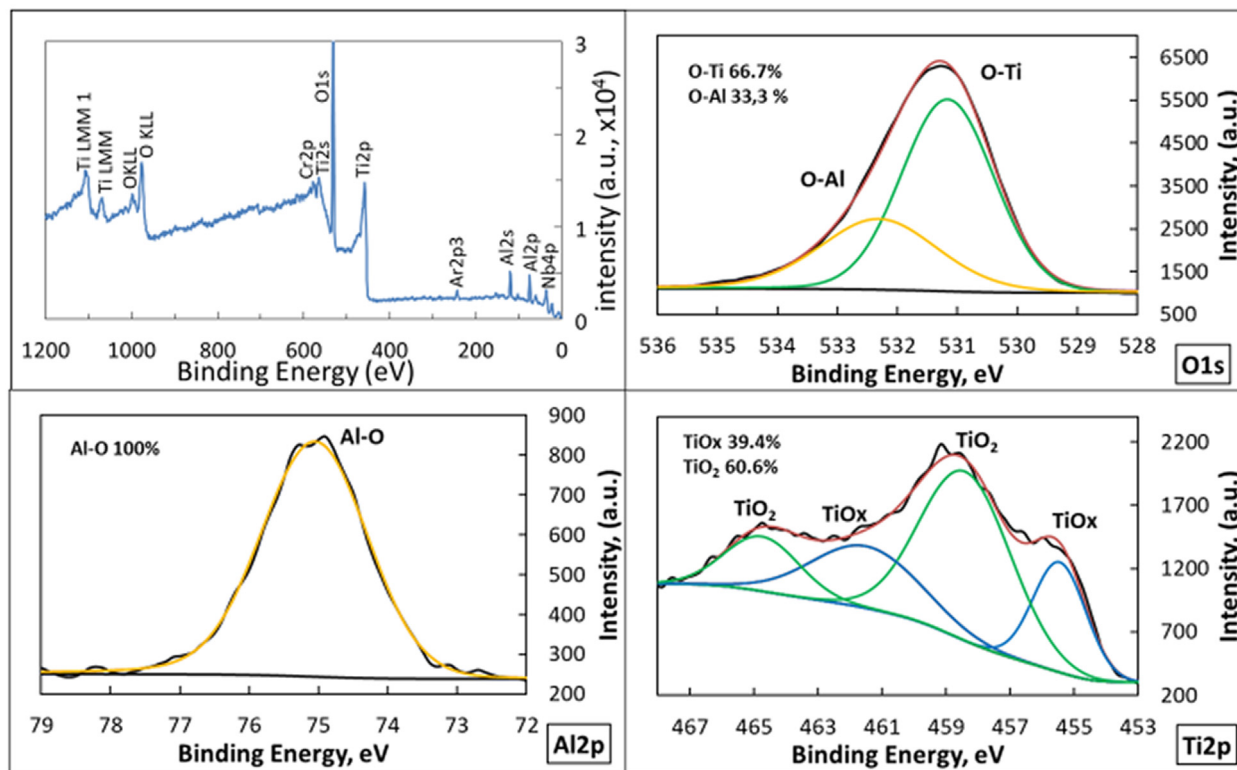 Ti LMM 1
Ti LMM
OKLL
O KLL
Cr2p
Ti2s
O1s
Ti2p
Ar2p3
Al2s
Al2p
Nb4p
3
2
1
0
intensity (a.u., x10⁴)
1200 1000 800 600 400 200 0
Binding Energy (eV)
O-Ti 66.7%
O-Al 33,3 %
O-Ti
O-Al
6500
5500
4500
3500
2500
1500
500
Intensity, (a.u.)
536 535 534 533 532 531 530 529 528
Binding Energy, eV
O1s
Al-O 100%
Al-O
900
800
700
600
500
400
300
200
Intensity, (a.u.)
79 78 77 76 75 74 73 72
Binding Energy, eV
Al2p
TiOx 39.4%
TiO₂ 60.6%
TiO₂
TiO₂
TiOx
TiOx
2200
1700
1200
700
200
Intensity, (a.u.)
467 465 463 461 459 457 455 453
Binding Energy, eV
Ti2p